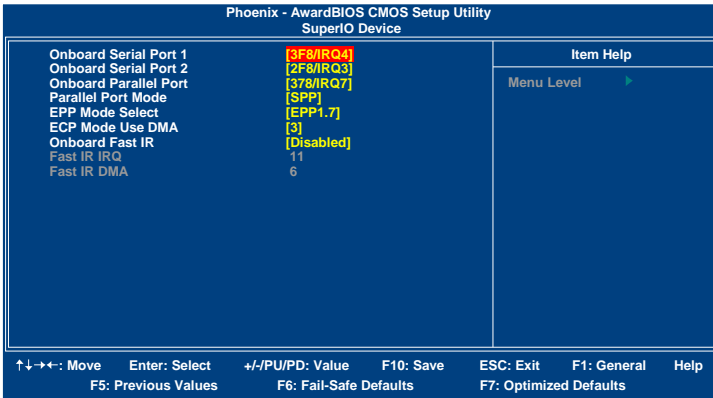 Phoenix - AwardBIOS CMOS Setup Utility
SuperIO Device
Onboard Serial Port 1 [3F8/IRQ4]
Onboard Serial Port 2 [2F8/IRQ3]
Onboard Parallel Port [378/IRQ7]
Parallel Port Mode [SPP]
EPP Mode Select [EPP1.7]
ECP Mode Use DMA [3]
Onboard Fast IR [Disabled]
Fast IR IRQ 11
Fast IR DMA 6
Item Help
Menu Level ▶
↑↓→←: Move Enter: Select +/-/PU/PD: Value F10: Save ESC: Exit F1: General Help
F5: Previous Values F6: Fail-Safe Defaults F7: Optimized Defaults